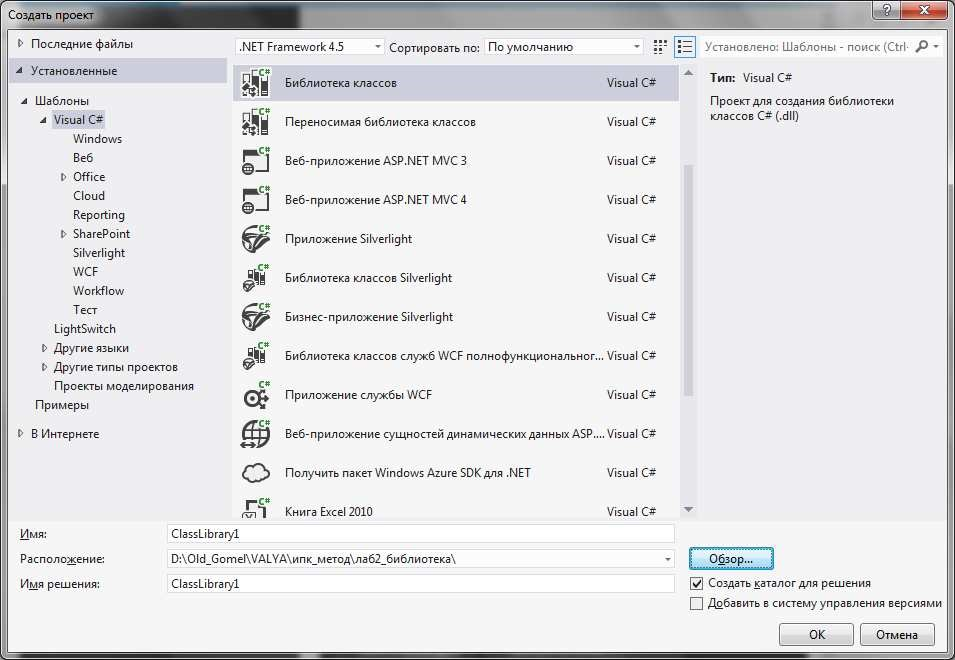 Создать проект
Последние файлы
.NET Framework 4.5
Сортировать по:
По умолчанию
Установлено: Шаблоны - поиск (Ctrl-
Установленные
Шаблоны
Visual C#
Windows
Веб
Office
Cloud
Reporting
SharePoint
Silverlight
WCF
Workflow
Тест
LightSwitch
Другие языки
Другие типы проектов
Проекты моделирования
Примеры
В Интернете
Библиотека классов Visual C#
Переносимая библиотека классов Visual C#
Веб-приложение ASP.NET MVC 3 Visual C#
Веб-приложение ASP.NET MVC 4 Visual C#
Приложение Silverlight Visual C#
Библиотека классов Silverlight Visual C#
Бизнес-приложение Silverlight Visual C#
Библиотека классов служб WCF полнофункциональног... Visual C#
Приложение службы WCF Visual C#
Веб-приложение сущностей динамических данных ASP.... Visual C#
Получить пакет Windows Azure SDK для .NET Visual C#
Книга Excel 2010 Visual C#
Тип: Visual C#
Проект для создания библиотеки
классов C# (.dll)
Имя: ClassLibrary1
Расположение: D:\Old_Gomel\VALYA\ипк_метод\лаб2_библиотека\
Обзор...
Имя решения: ClassLibrary1
Создать каталог для решения
Добавить в систему управления версиями
OK
Отмена